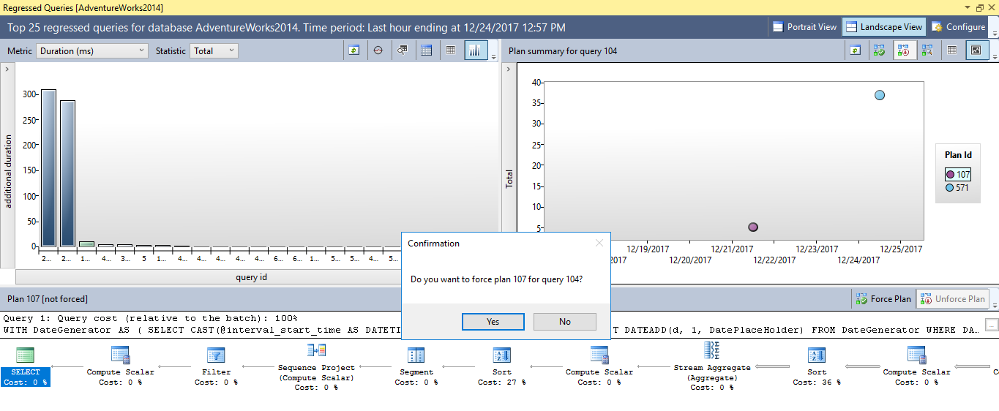 Regressed Queries [AdventureWorks2014]
Top 25 regressed queries for database AdventureWorks2014. Time period: Last hour ending at 12/24/2017 12:57 PM
Portrait View
Landscape View
Configure
Metric Duration (ms) Statistic Total
Plan summary for query 104
additional duration
300
250
200
150
100
50
0
2... 2... 1... 4... 3... 5 1... 4... 4... 4... 4... 4... 6... 6... 1... 5... 5... 4... 5...
query id
Total
40
35
30
25
20
15
10
5
12/19/2017 12/21/2017 12/23/2017 12/25/2017
2017 12/20/2017 12/22/2017 12/24/2017
Plan Id
107
571
Confirmation
Do you want to force plan 107 for query 104?
Yes No
Plan 107 [not forced]
Force Plan
Unforce Plan
Query 1: Query cost (relative to the batch): 100%
WITH DateGenerator AS ( SELECT CAST(@interval_start_time AS DATETI T DATEADD(d, 1, DatePlaceHolder) FROM DateGenerator WHERE DA...
...
SELECT
Cost: 0 %
Compute Scalar
Cost: 0 %
Filter
Cost: 0 %
Sequence Project
(Compute Scalar)
Cost: 0 %
Segment
Cost: 0 %
Sort
Cost: 27 %
Compute Scalar
Cost: 0 %
Stream Aggregate
(Aggregate)
Cost: 0 %
Sort
Cost: 36 %
Compute Scalar
Cost: 0 %
C